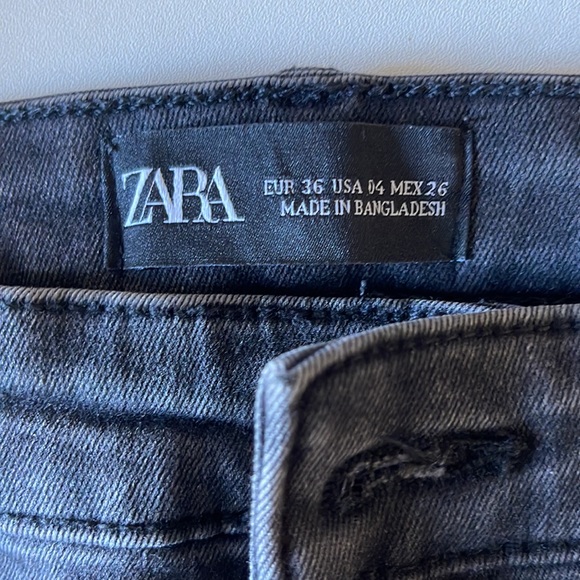 ZARA
EUR 36 USA 04 MEX 26
MADE IN BANGLADESH